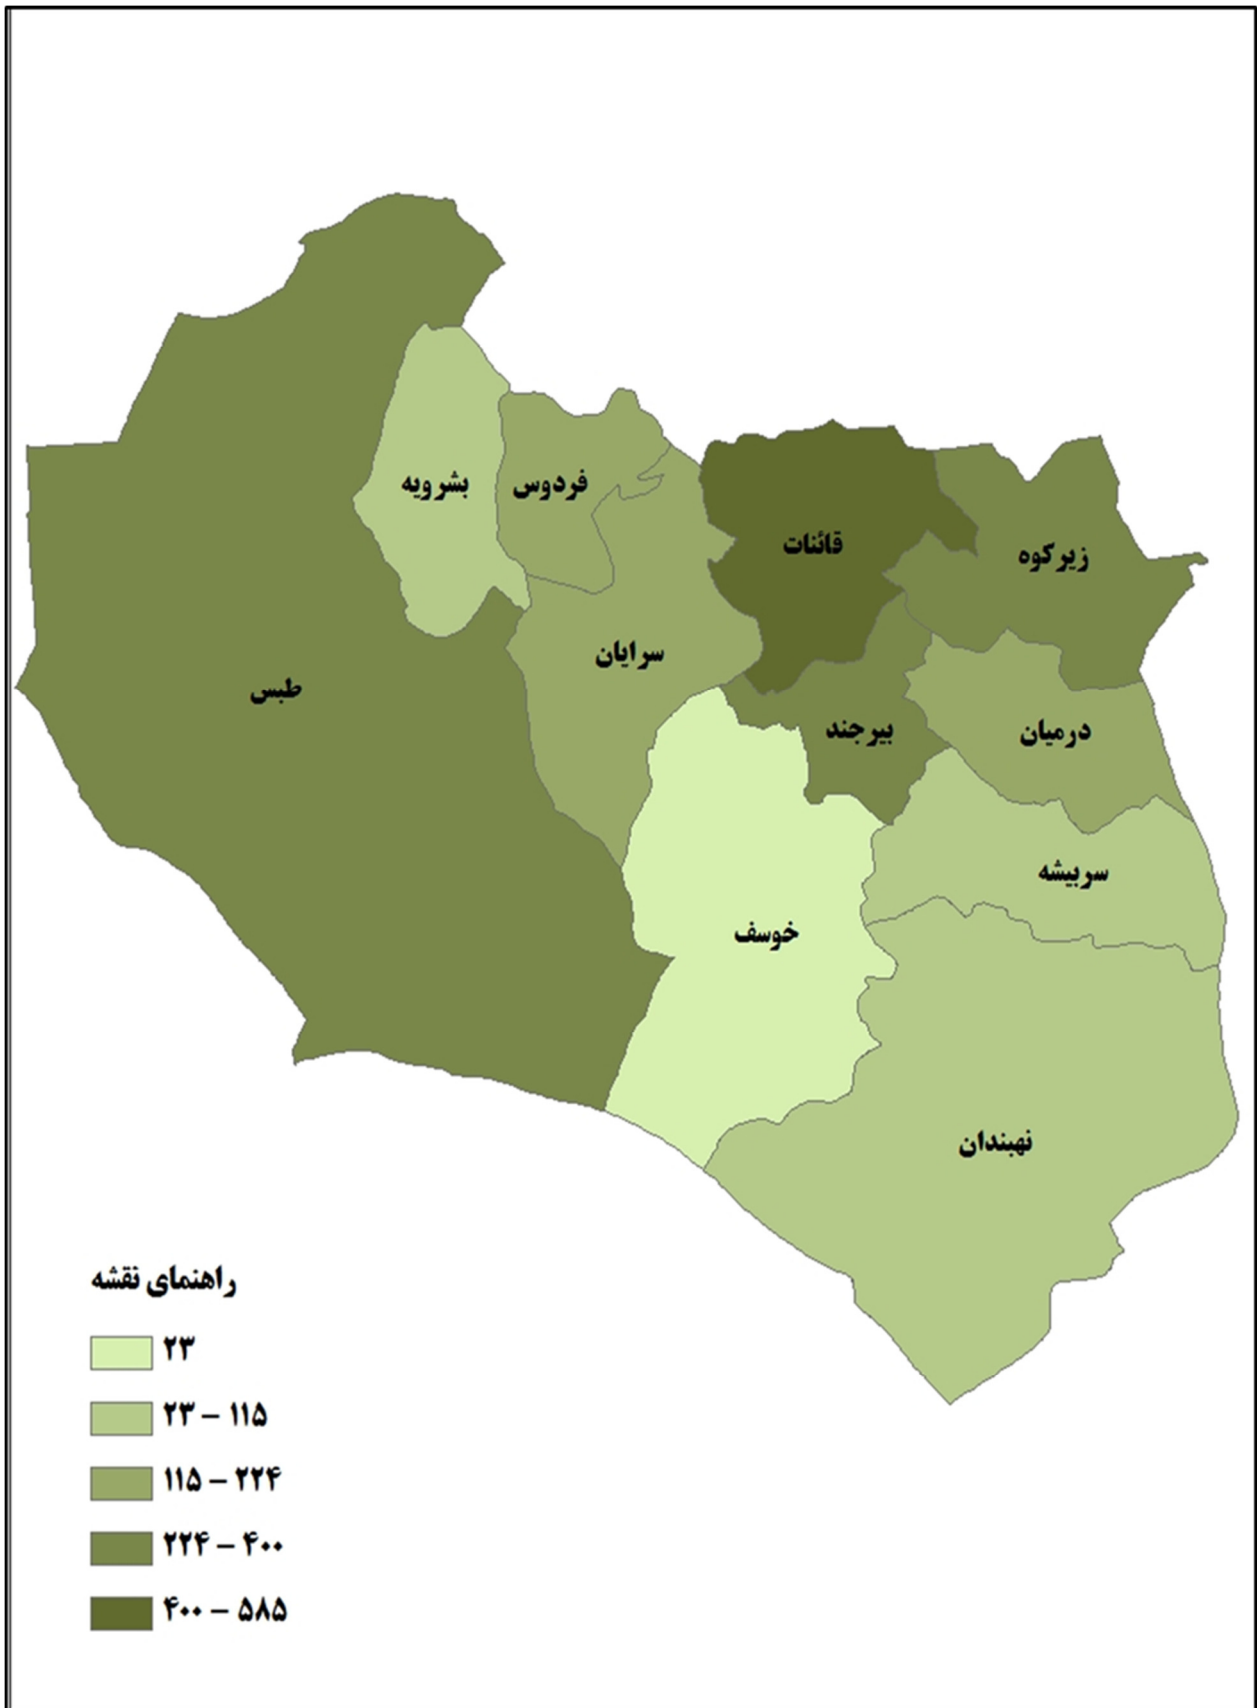 بشرویه
فردوس
قائنات
زیرکوه
سرایان
طبس
بیرجند
درمیان
سربیشه
خوسف
نهبندان
راهنمای نقشه
۲۳
۲۳ – ۱۱۵
۱۱۵ – ۲۲۴
۲۲۴ – ۴۰۰
۴۰۰ – ۵۸۵